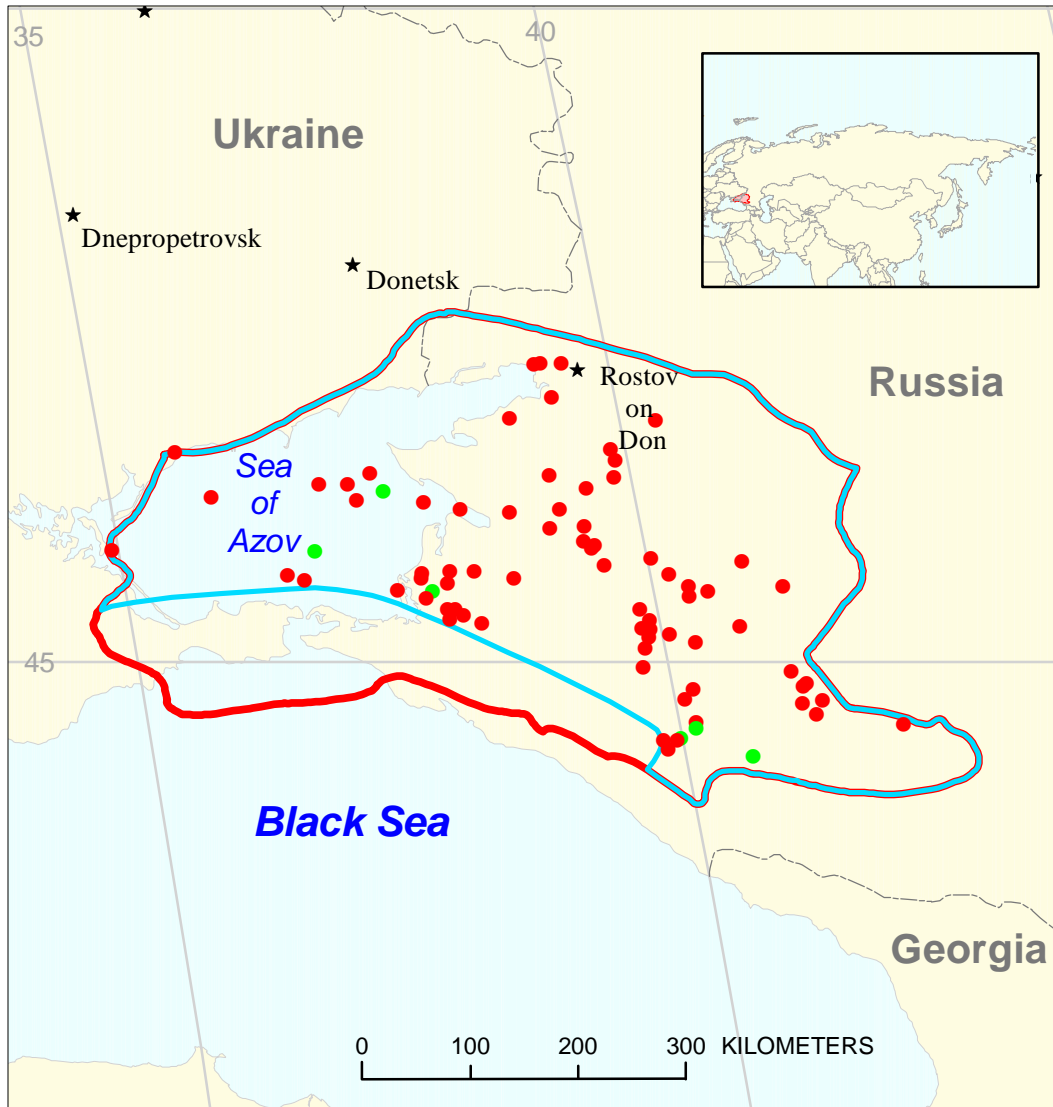 35
40
Ukraine
Dnepropetrovsk
Donetsk
Rostov
on
Don
Russia
Sea
of
Azov
45
Black Sea
Georgia
0 100 200 300 KILOMETERS